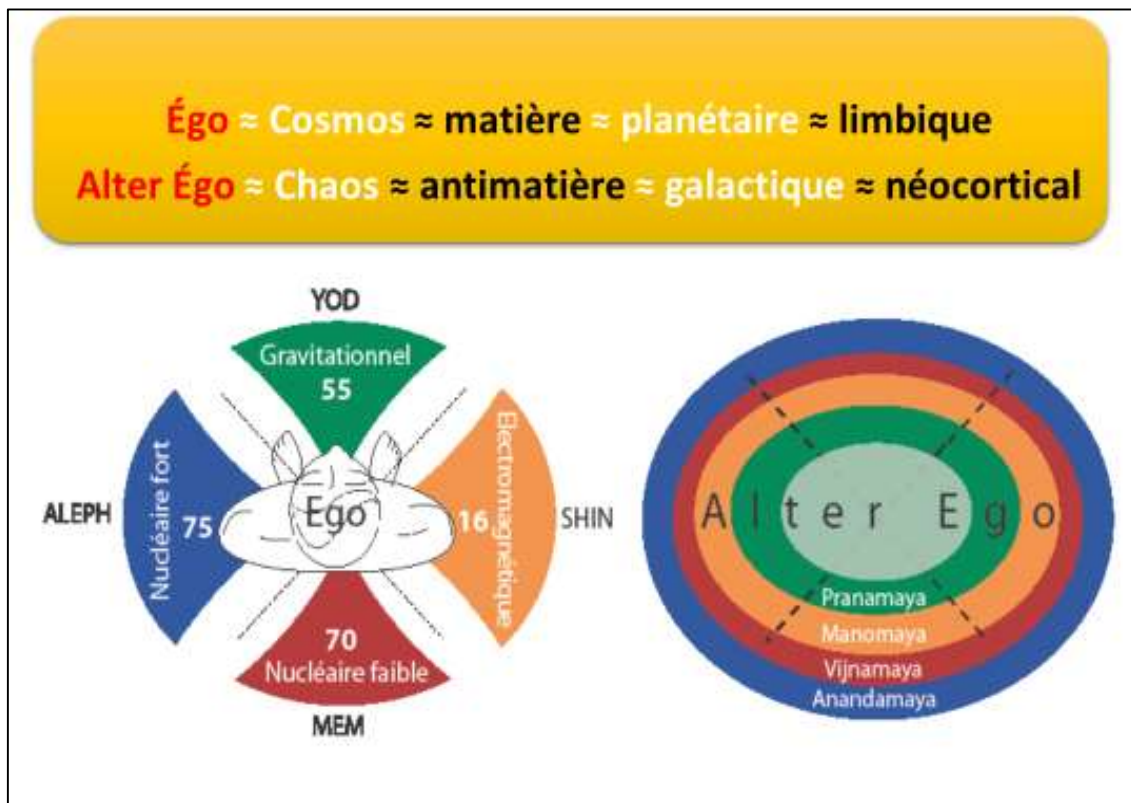 Égo ≈ Cosmos ≈ matière ≈ planétaire ≈ limbique
Alter Égo ≈ Chaos ≈ antimatière ≈ galactique ≈ néocortical
YOD
Gravitationnel
55
ALEPH
Nucléaire fort
75
Ego
16
Electromagnétique
SHIN
70
Nucléaire faible
MEM
Alter Ego
Pranamaya
Manomaya
Vijnamaya
Anandamaya